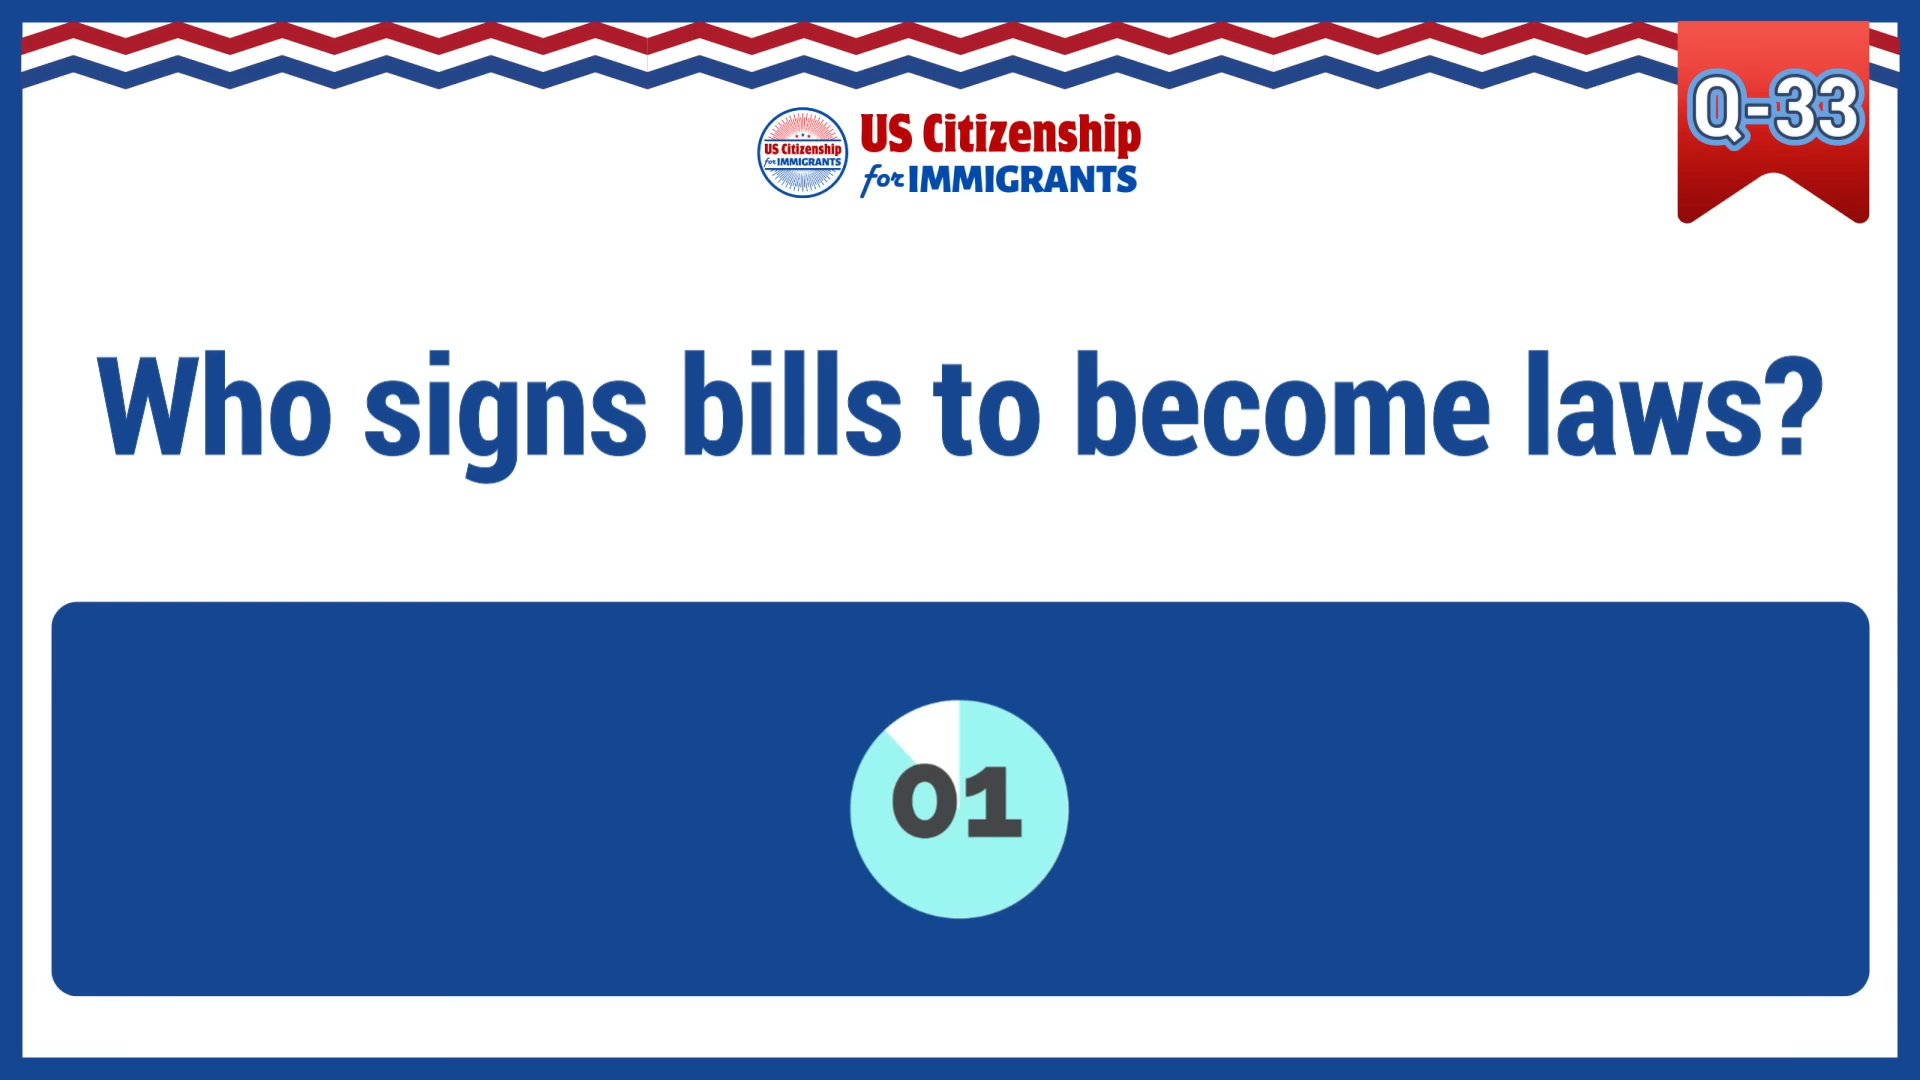 Q-33
US Citizenship
for IMMIGRANTS
US Citizenship
for IMMIGRANTS
Who signs bills to become laws?
01